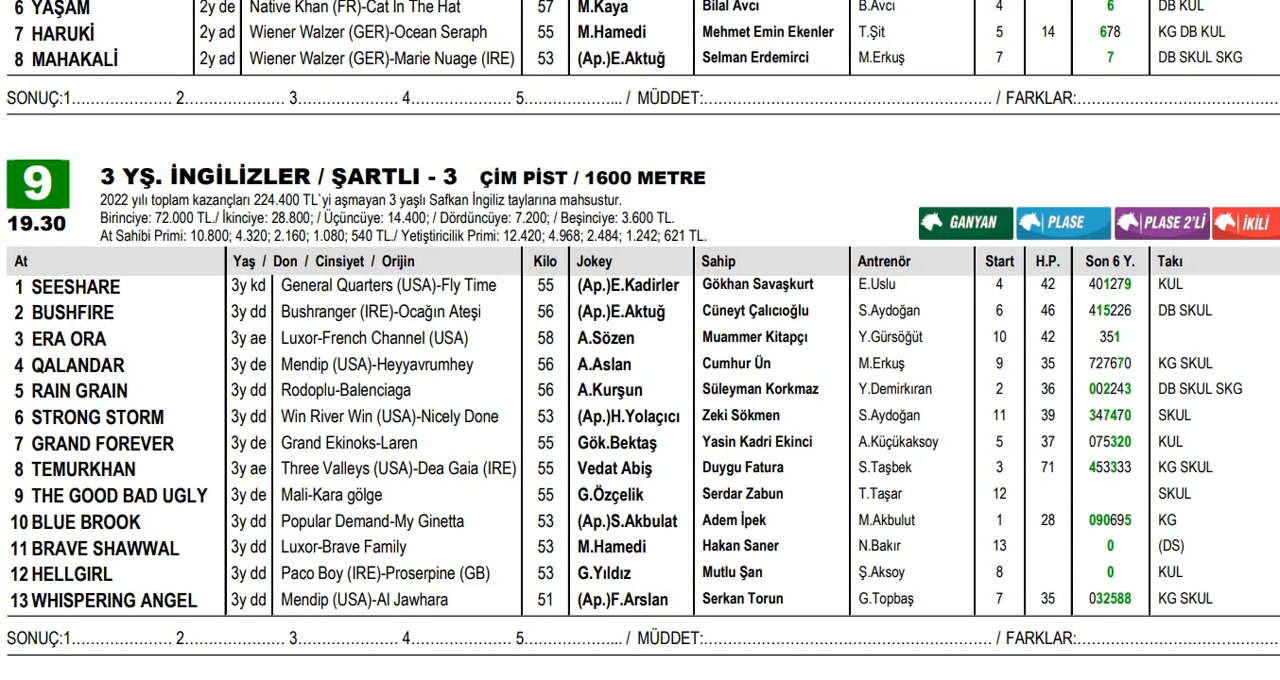 6 YAŞAM 2y de Native Khan (FR)-Cat In The Hat 57 M.Kaya Bilal Avcı B.Avcı 4 6 DB KUL
7 HARUKİ 2y ad Wiener Walzer (GER)-Ocean Seraph 55 M.Hamedi Mehmet Emin Ekenler T.Şit 5 14 678 KG DB KUL
8 MAHAKALİ 2y ad Wiener Walzer (GER)-Marie Nuage (IRE) 53 (Ap.)E.Aktuğ Selman Erdemirci M.Erkuş 7 7 DB SKUL SKG
SONUÇ:1........................ 2........................ 3........................ 4........................ 5........................ / MÜDDET:.................................................................. / FARKLAR:..............................................
9 3 YŞ. İNGİLİZLER / ŞARTLI - 3 ÇİM PİST / 1600 METRE
19.30
2022 yılı toplam kazançları 224.400 TL`yi aşmayan 3 yaşlı Safkan İngiliz taylarına mahsustur.
Birinciye: 72.000 TL./ İkinciye: 28.800; / Üçüncüye: 14.400; / Dördüncüye: 7.200; / Beşinciye: 3.600 TL.
At Sahibi Primi: 10.800; 4.320; 2.160; 1.080; 540 TL./ Yetiştiricilik Primi: 12.420; 4.968; 2.484; 1.242; 621 TL.
GANYAN PLASE PLASE 2'Lİ İKİLİ
At Yaş / Don / Cinsiyet / Orijin Kilo Jokey Sahip Antrenör Start H.P. Son 6 Y. Takı
1 SEESHARE 3y kd General Quarters (USA)-Fly Time 55 (Ap.)E.Kadirler Gökhan Savaşkurt E.Uslu 4 42 401279 KUL
2 BUSHFIRE 3y dd Bushranger (IRE)-Ocağın Ateşi 56 (Ap.)E.Aktuğ Cüneyt Çalıcıoğlu S.Aydoğan 6 46 415226 DB SKUL
3 ERA ORA 3y ae Luxor-French Channel (USA) 58 A.Sözen Muammer Kitapçı Y.Gürsöğüt 10 42 351
4 QALANDAR 3y de Mendip (USA)-Heyyavrumhey 56 A.Aslan Cumhur Ün M.Erkuş 9 35 727670 KG SKUL
5 RAIN GRAIN 3y dd Rodoplu-Balenciaga 56 A.Kurşun Süleyman Korkmaz Y.Demirkıran 2 36 002243 DB SKUL SKG
6 STRONG STORM 3y dd Win River Win (USA)-Nicely Done 53 (Ap.)H.Yolaçıcı Zeki Sökmen S.Aydoğan 11 39 347470 SKUL
7 GRAND FOREVER 3y de Grand Ekinoks-Laren 55 Gök.Bektaş Yasin Kadri Ekinci A.Küçükaksoy 5 37 075320 KUL
8 TEMURKHAN 3y ae Three Valleys (USA)-Dea Gaia (IRE) 55 Vedat Abiş Duygu Fatura S.Taşbek 3 71 453333 KG SKUL
9 THE GOOD BAD UGLY 3y de Mali-Kara gölge 55 G.Özçelik Serdar Zabun T.Taşar 12 SKUL
10 BLUE BROOK 3y dd Popular Demand-My Ginetta 53 (Ap.)S.Akbulat Adem İpek M.Akbulut 1 28 090695 KG
11 BRAVE SHAWWAL 3y dd Luxor-Brave Family 53 M.Hamedi Hakan Saner N.Bakır 13 0 (DS)
12 HELLGIRL 3y dd Paco Boy (IRE)-Proserpine (GB) 53 G.Yıldız Mutlu Şan Ş.Aksoy 8 0 KUL
13 WHISPERING ANGEL 3y dd Mendip (USA)-Al Jawhara 51 (Ap.)F.Arslan Serkan Torun G.Topbaş 7 35 032588 KG SKUL
SONUÇ:1........................ 2........................ 3........................ 4........................ 5........................ / MÜDDET:.................................................................. / FARKLAR:..............................................